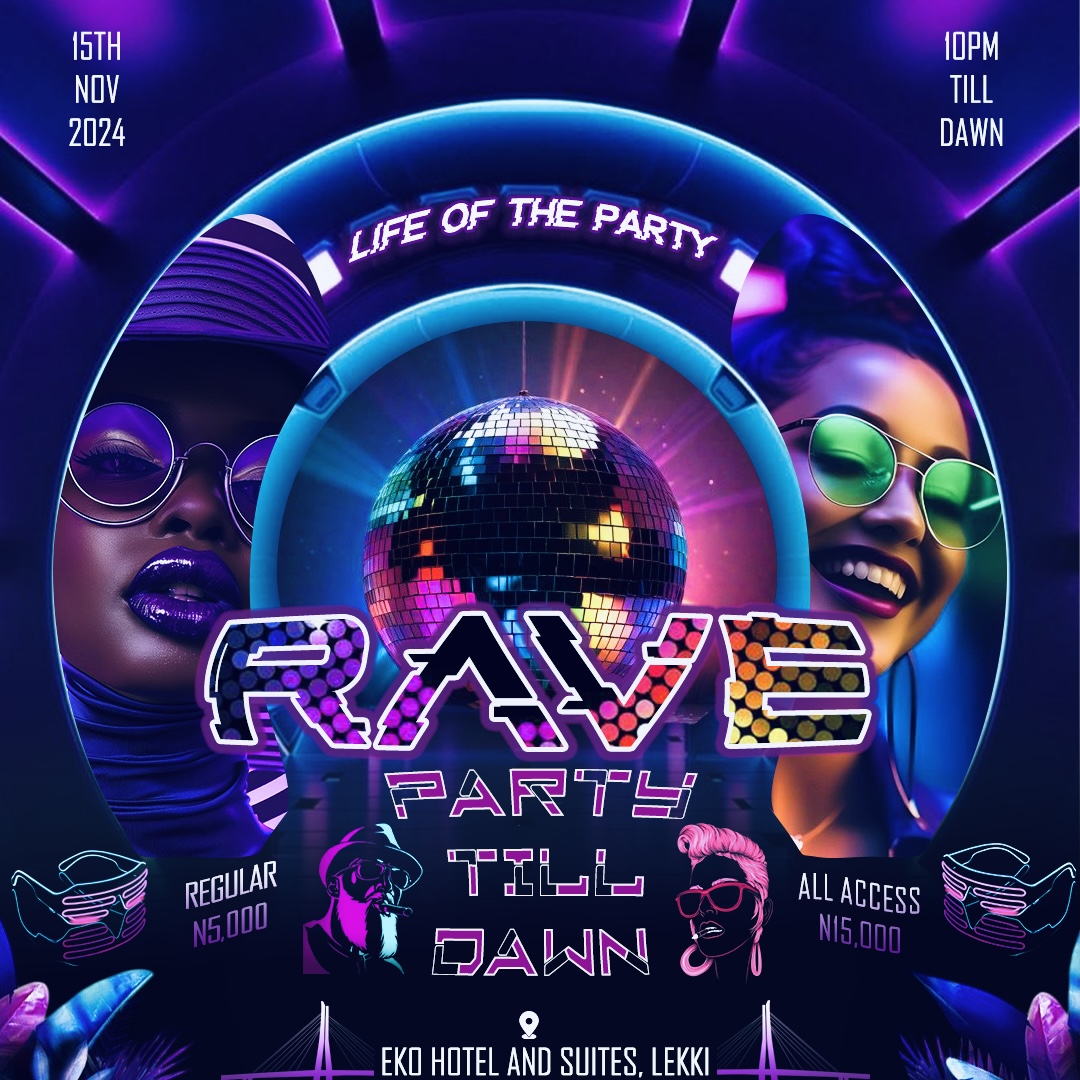 15TH
NOV
2024
10PM
TILL
DAWN
LIFE OF THE PARTY
RAVE
PARTY
TILL
DAWN
REGULAR
N5,000
ALL ACCESS
N15,000
EKO HOTEL AND SUITES, LEKKI